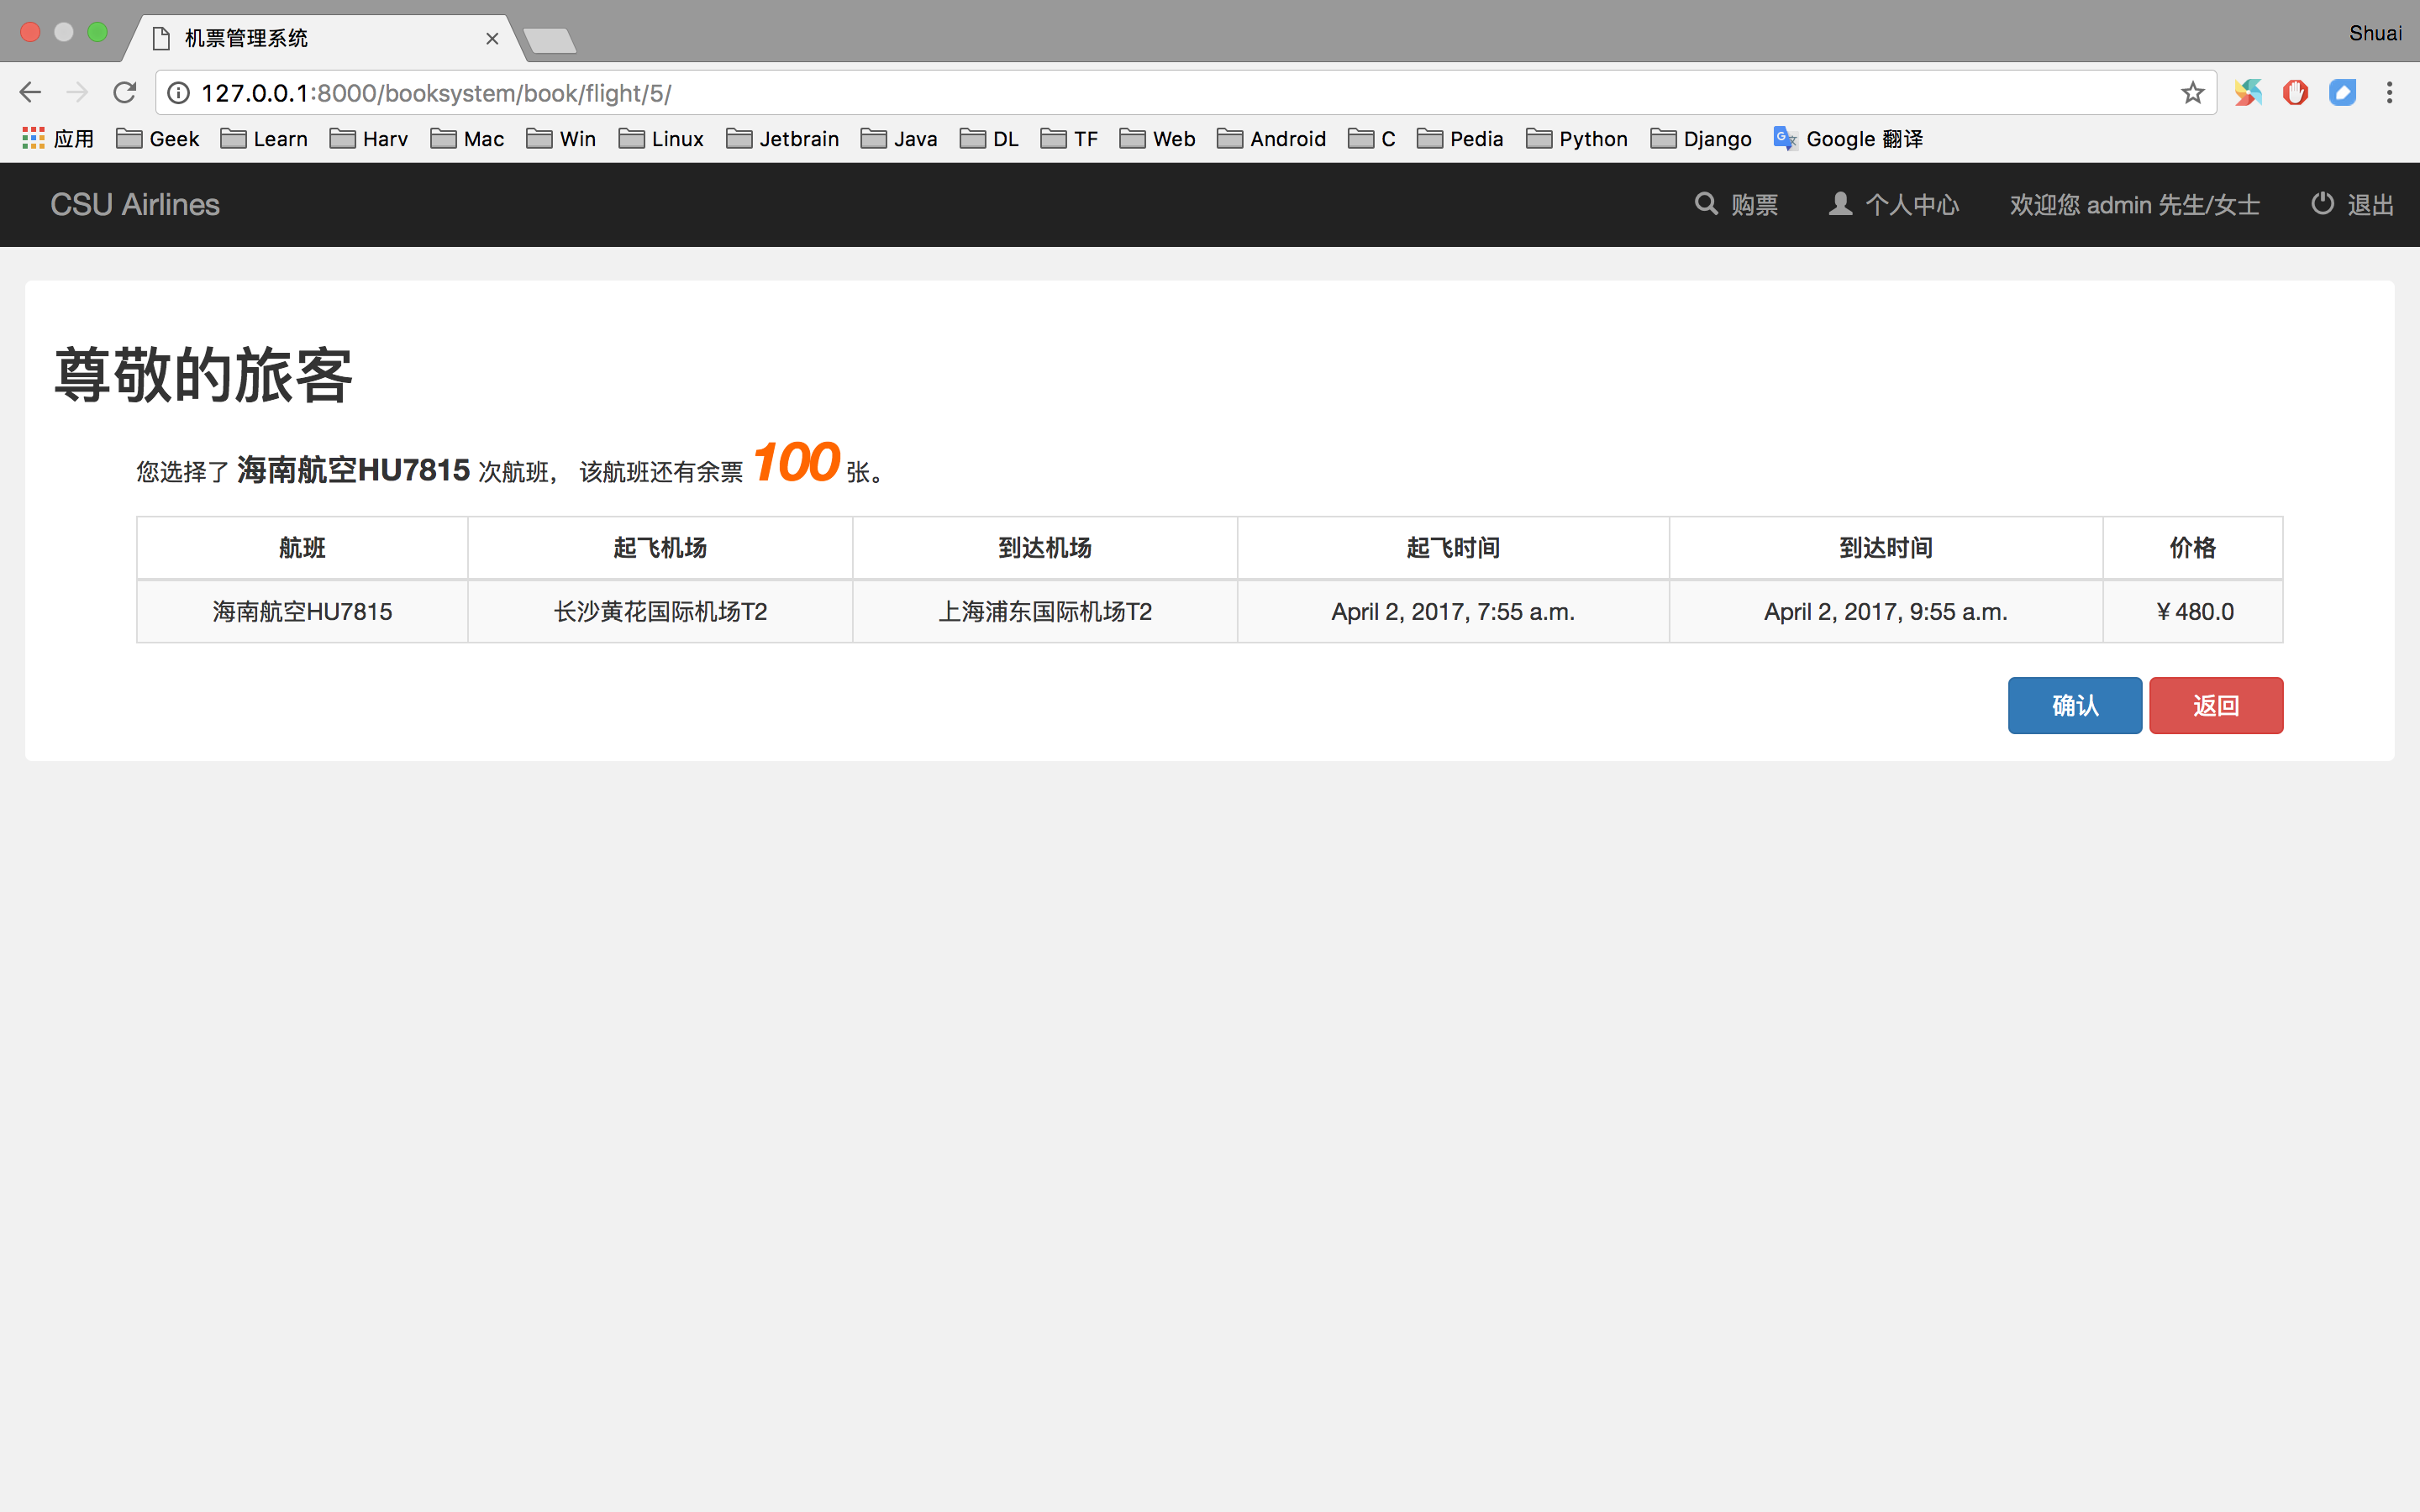 机票管理系统
Shuai
127.0.0.1:8000/booksystem/book/flight/5/
应用 Geek Learn Harv Mac Win Linux Jetbrain Java DL TF Web Android C Pedia Python Django Google 翻译
CSU Airlines 购票 个人中心 欢迎您 admin 先生/女士 退出
尊敬的旅客
您选择了 海南航空HU7815 次航班， 该航班还有余票 100 张。
航班 起飞机场 到达机场 起飞时间 到达时间 价格
海南航空HU7815 长沙黄花国际机场T2 上海浦东国际机场T2 April 2, 2017, 7:55 a.m. April 2, 2017, 9:55 a.m. ￥480.0
确认 返回